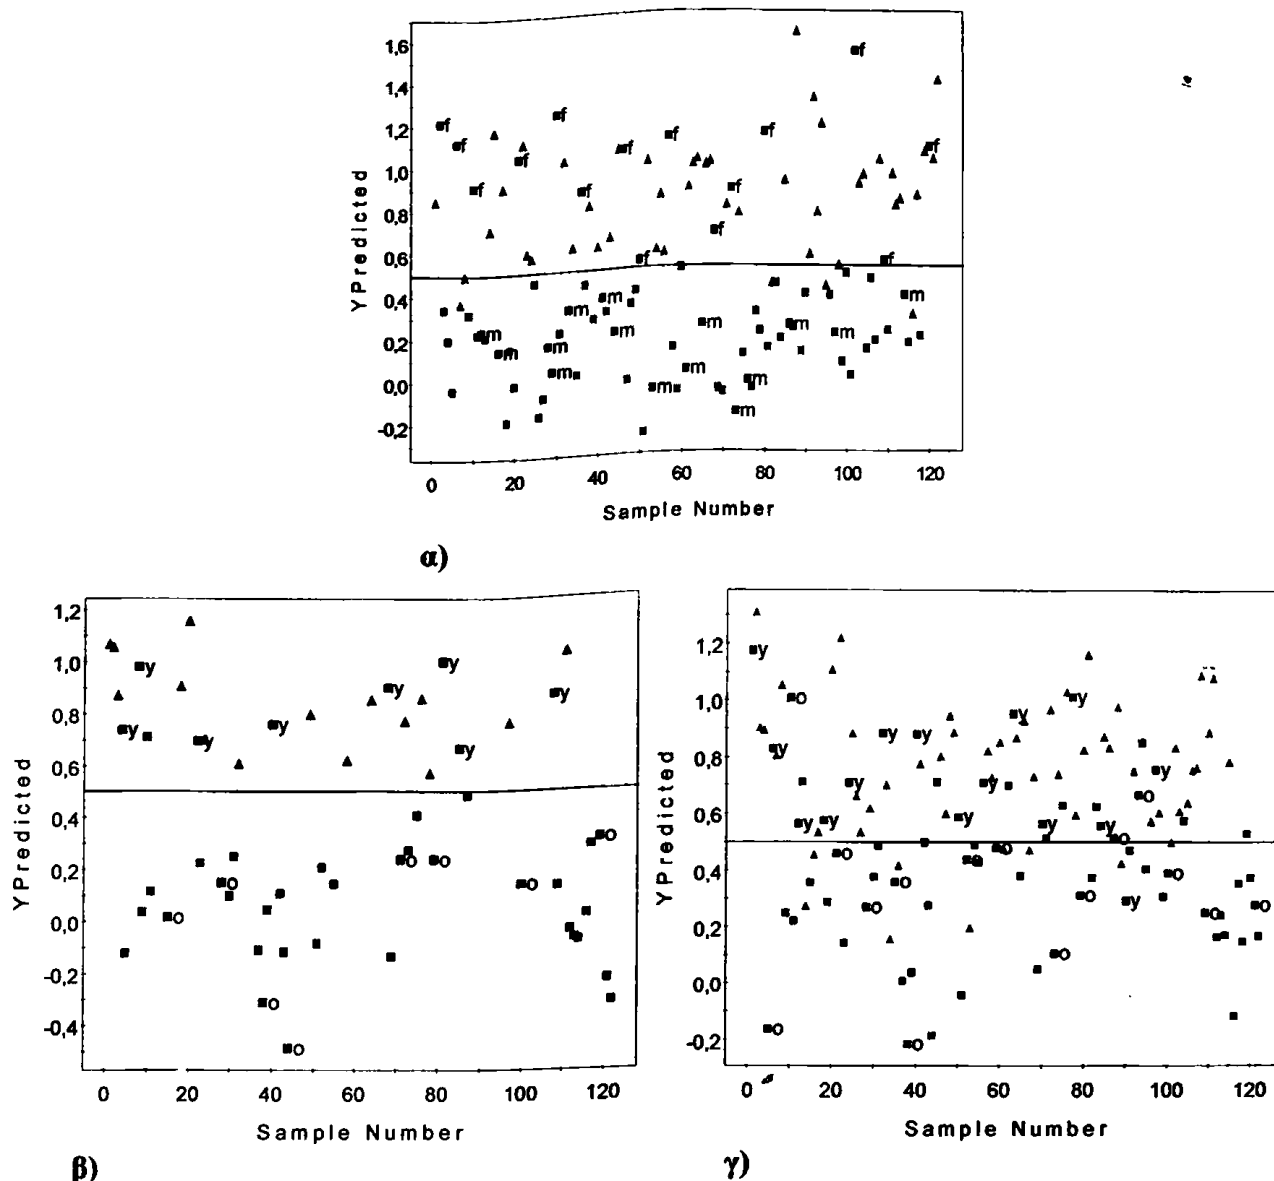 1,6
1,4
1,2
1,0
0,8
0,6
0,4
0,2
0,0
-0,2
YPredicted
f
f
f f f
f f f
f
f f f
f
f f
m m m
m m m m m
m m m
m m m
m
0 20 40 60 80 100 120
Sample Number
α)
1,2
1,0
0,8
0,6
0,4
0,2
0,0
-0,2
-0,4
YPredicted
y y
y y
y y y
y
o
o o
o o
o
o
o
0 20 40 60 80 100 120
Sample Number
β)
1,2
1,0
0,8
0,6
0,4
0,2
0,0
-0,2
YPredicted
y
o y
y
y y y
y y y
o
y y y y y
o
o o o
o o
o o y
o o
o
o
o
0 20 40 60 80 100 120
Sample Number
γ)